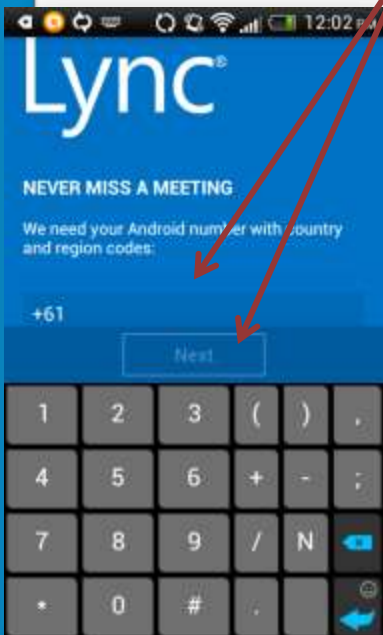 12:02 PM
Lync®
NEVER MISS A MEETING
We need your Android number with country
and region codes:
+61
Next
1 2 3 ( ) ,
4 5 6 + - ;
7 8 9 / N
* 0 # .